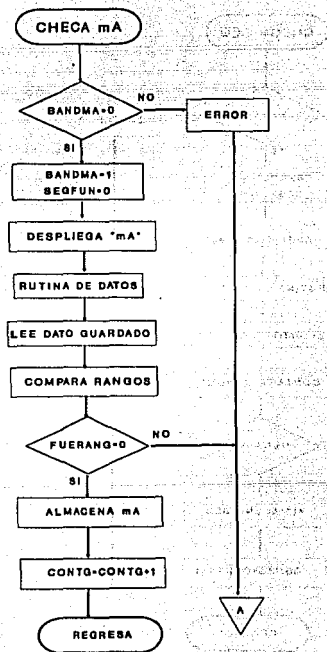 CHECA mA
BANDMA=0
NO
ERROR
SI
BANDMA=1
SEGFUN=0
DESPLIEGA "mA"
RUTINA DE DATOS
LEE DATO GUARDADO
COMPARA RANGOS
FUERANG=0
NO
SI
ALMACENA mA
CONTG=CONTG+1
A
REGRESA